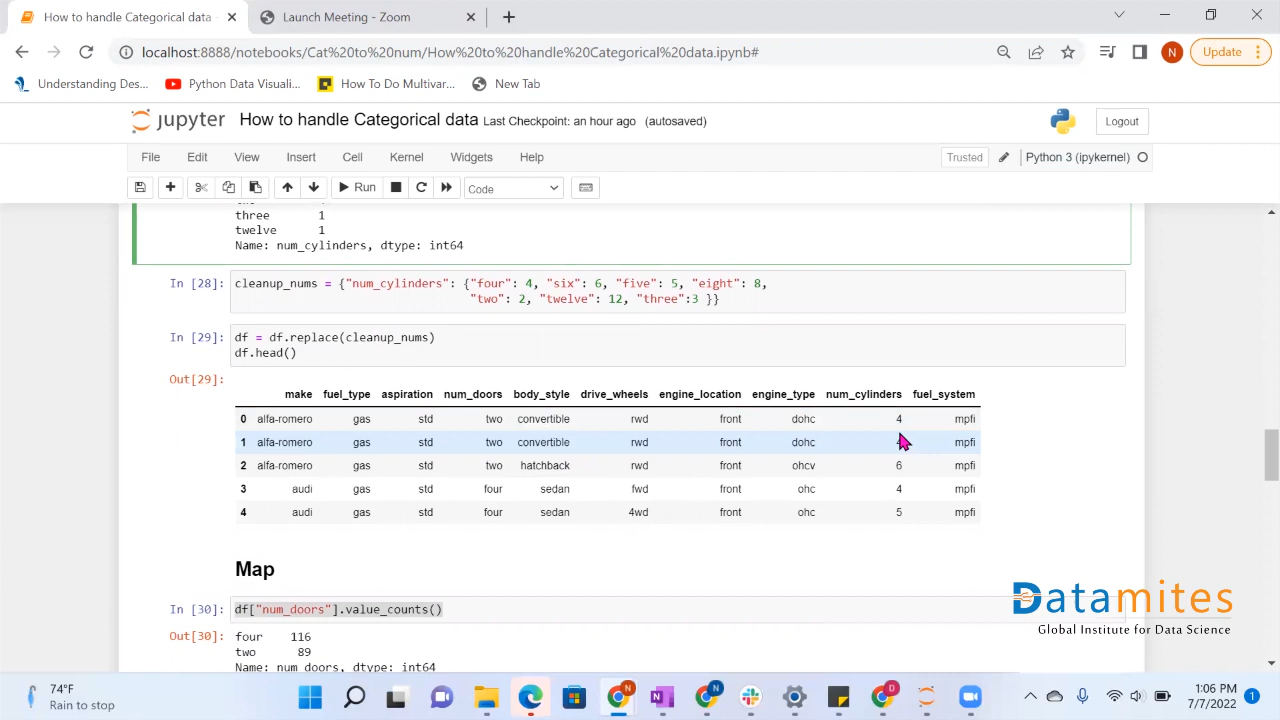 How to handle Categorical data -
Launch Meeting - Zoom
localhost:8888/notebooks/Cat%20to%20num/How%20to%20handle%20Categorical%20data.ipynb#
N
Update
Understanding Des...
Python Data Visuali...
How To Do Multivar...
New Tab
jupyter How to handle Categorical data Last Checkpoint: an hour ago (autosaved)
Logout
File Edit View Insert Cell Kernel Widgets Help
Trusted
Python 3 (ipykernel)
Run
Code
three 1
twelve 1
Name: num_cylinders, dtype: int64
In [28]: cleanup_nums = {"num_cylinders": {"four": 4, "six": 6, "five": 5, "eight": 8,
"two": 2, "twelve": 12, "three":3 }}
In [29]: df = df.replace(cleanup_nums)
df.head()
Out[29]:
make fuel_type aspiration num_doors body_style drive_wheels engine_location engine_type num_cylinders fuel_system
0 alfa-romero gas std two convertible rwd front dohc 4 mpfi
1 alfa-romero gas std two convertible rwd front dohc mpfi
2 alfa-romero gas std two hatchback rwd front ohcv 6 mpfi
3 audi gas std four sedan fwd front ohc 4 mpfi
4 audi gas std four sedan 4wd front ohc 5 mpfi
Map
In [30]: df["num_doors"].value_counts()
Out[30]: four 116
two 89
Name: num_doors, dtype: int64
Datamites
Global Institute for Data Science
74°F
Rain to stop
N
N
D
1:06 PM
7/7/2022
1